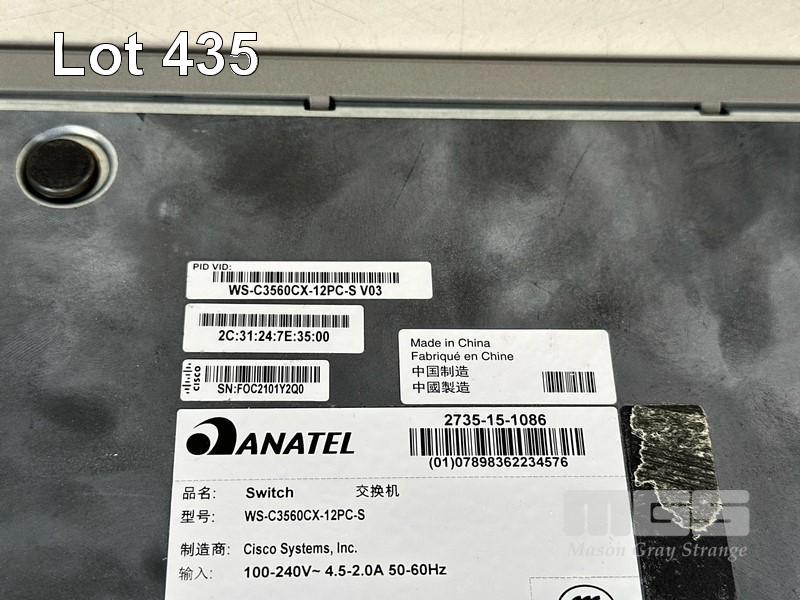 Lot 435
PID VID:
WS-C3560CX-12PC-S V03
2C:31:24:7E:35:00
cisco
SN:FOC2101Y2Q0
Made in China
Fabriqué en Chine
中国制造
中國製造
ANATEL
2735-15-1086
(01)07898362234576
品名: Switch 交换机
型号: WS-C3560CX-12PC-S
制造商: Cisco Systems, Inc.
输入: 100-240V~ 4.5-2.0A 50-60Hz
MGS
Mason Gray Strange